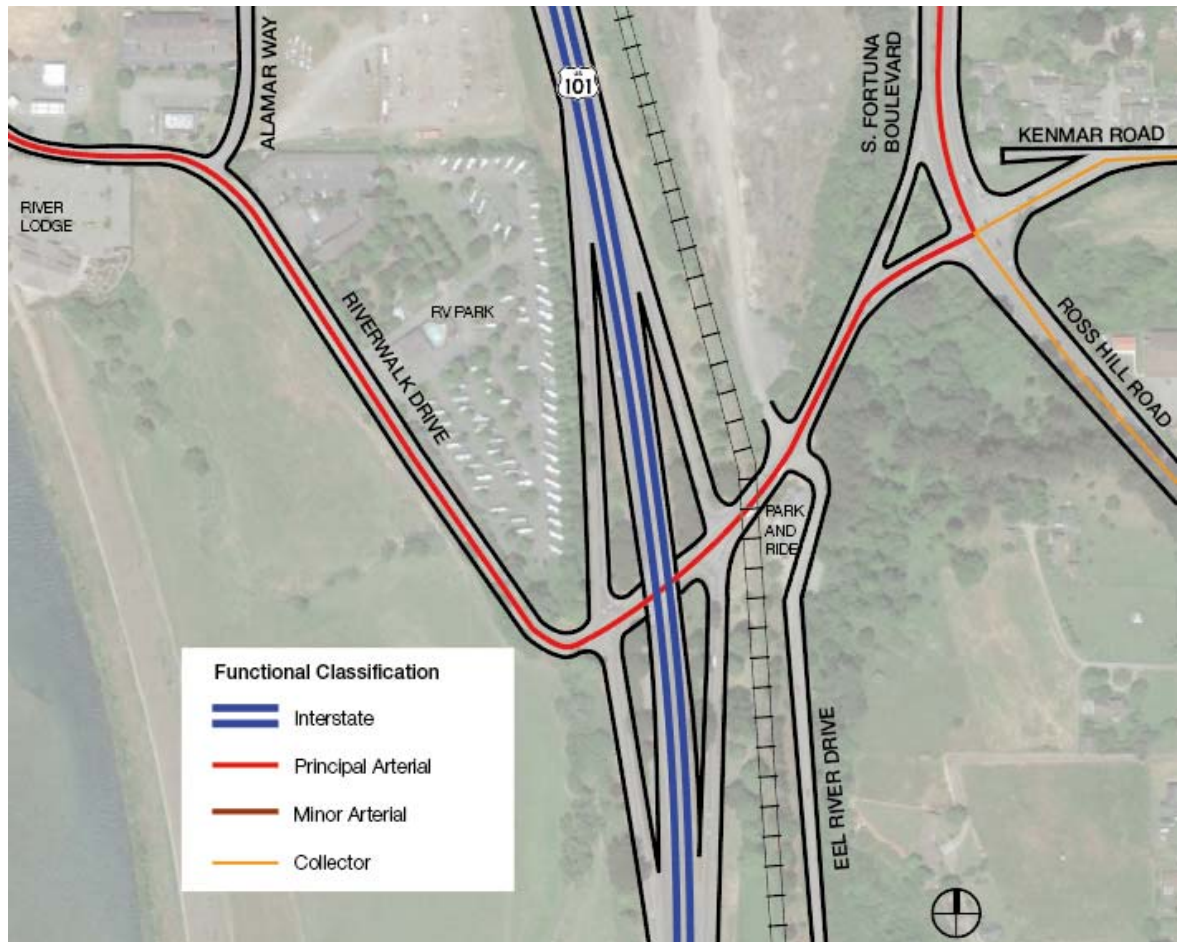 ALAMAR WAY
US
101
S. FORTUNA
BOULEVARD
KENMAR ROAD
RIVER
LODGE
RIVERWALK DRIVE
RV PARK
ROSS HILL ROAD
PARK
AND
RIDE
EEL RIVER DRIVE
Functional Classification
Interstate
Principal Arterial
Minor Arterial
Collector